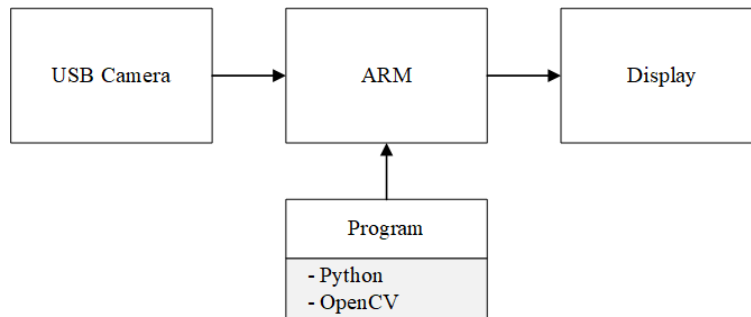 USB Camera
ARM
Display
Program
- Python
- OpenCV